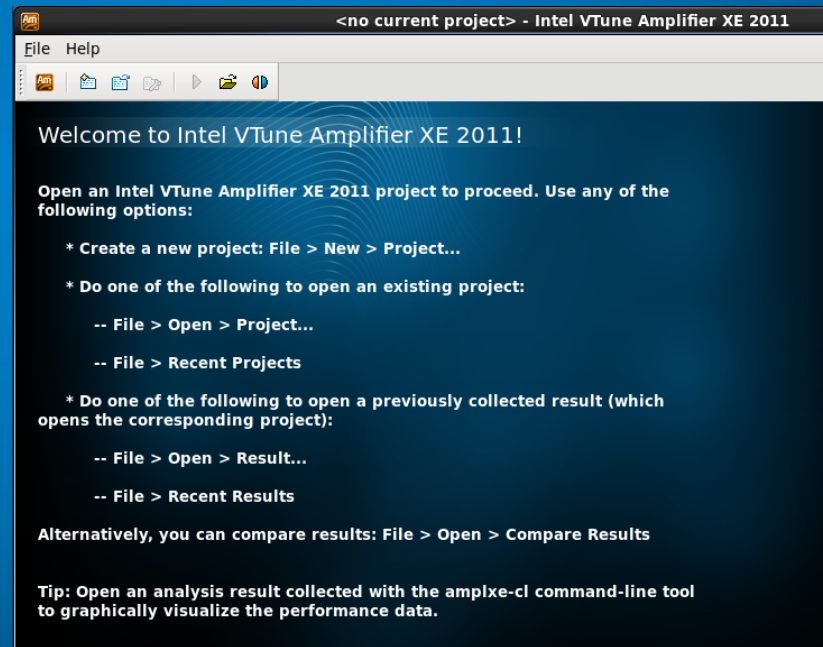 Am
<no current project> - Intel VTune Amplifier XE 2011
File Help
Am
Welcome to Intel VTune Amplifier XE 2011!
Open an Intel VTune Amplifier XE 2011 project to proceed. Use any of the
following options:
* Create a new project: File > New > Project...
* Do one of the following to open an existing project:
-- File > Open > Project...
-- File > Recent Projects
* Do one of the following to open a previously collected result (which
opens the corresponding project):
-- File > Open > Result...
-- File > Recent Results
Alternatively, you can compare results: File > Open > Compare Results
Tip: Open an analysis result collected with the amplxe-cl command-line tool
to graphically visualize the performance data.